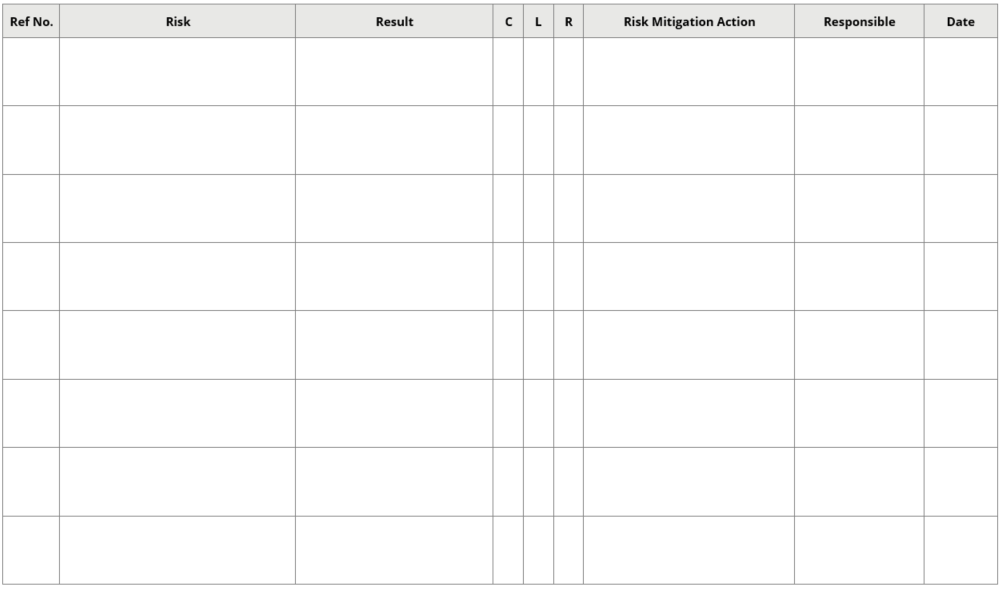 Ref No. Risk Result C L R Risk Mitigation Action Responsible Date